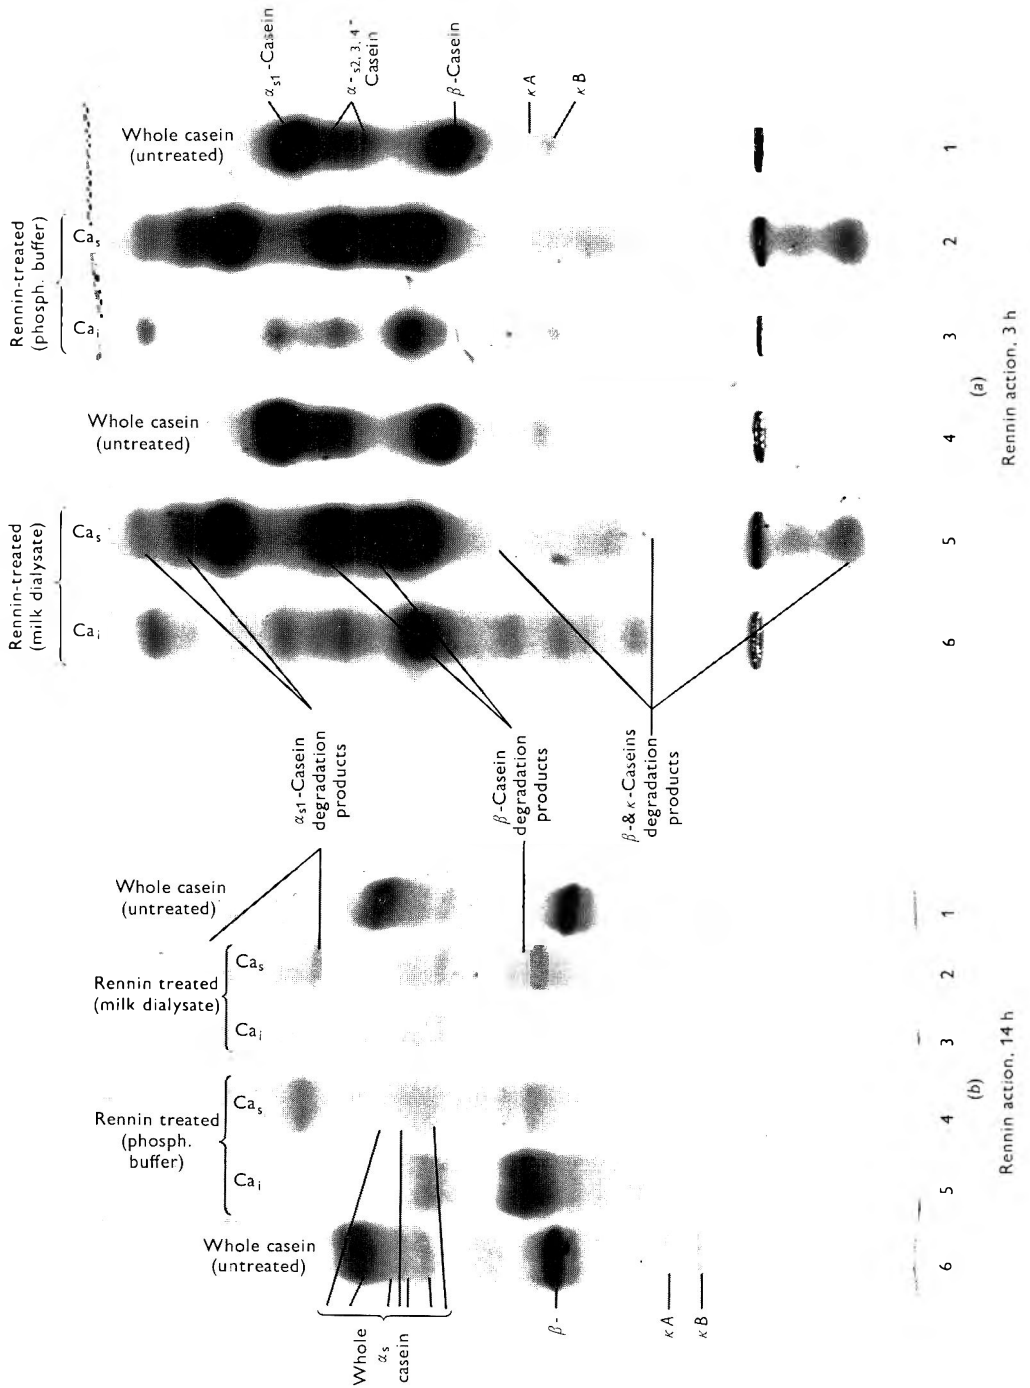 Rennin-treated
(phosph. buffer)
Whole casein
(untreated)
Ca s
Ca i
α s1 -Casein
α- s2, 3, 4 -
Casein
β-Casein
κ A
κ B
Rennin-treated
(milk dialysate)
Whole casein
(untreated)
Ca s
Ca i
1
2
3
4
5
6
(a)
Rennin action, 3 h
α s1 -Casein
degradation
products
β-Casein
degradation
products
β-& κ-Caseins
degradation
products
Whole casein
(untreated)
Rennin treated
(milk dialysate)
Ca s
Ca i
Rennin treated
(phosph.
buffer)
Ca s
Ca i
Whole casein
(untreated)
Whole
α s
casein
β-
κ A
κ B
1
2
3
4
5
6
(b)
Rennin action, 14 h